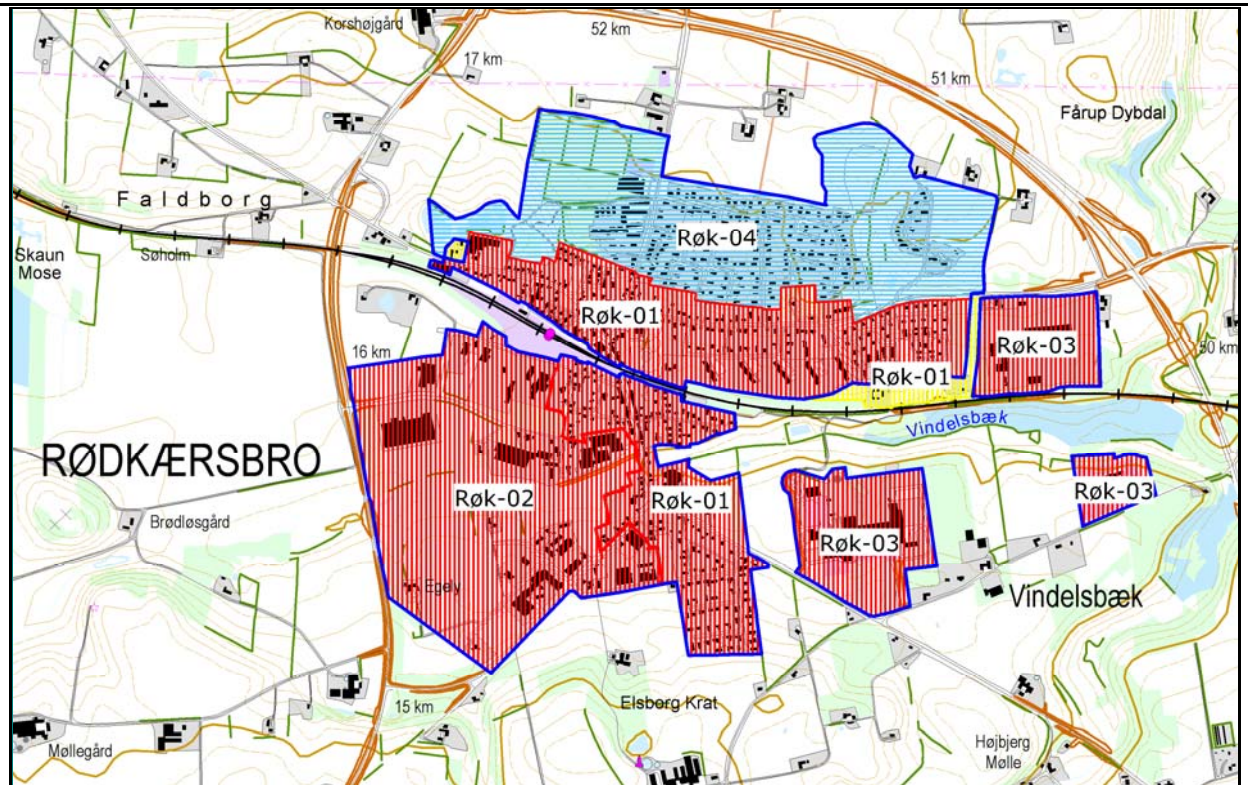 Korshøjgård
52 km
17 km
51 km
Fårup Dybdal
Faldborg
Skaun
Mose
Søholm
Røk-04
Røk-01
Røk-03
50 km
16 km
Røk-01
Vindelsbæk
RØDKÆRSBRO
Røk-02
Røk-01
Røk-03
Røk-03
Brødløsgård
Egely
Vindelsbæk
15 km
Elsborg Krat
Møllegård
Højbjerg
Mølle